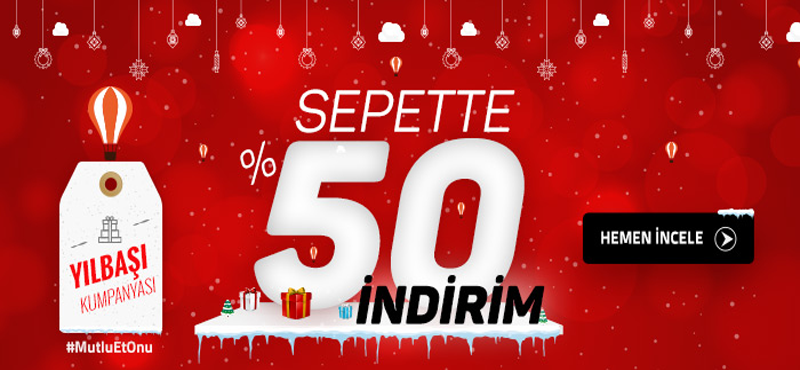 SEPETTE
%50
İNDİRİM
YILBAŞI
KUMPANYASI
#MutluEtOnu
HEMEN İNCELE